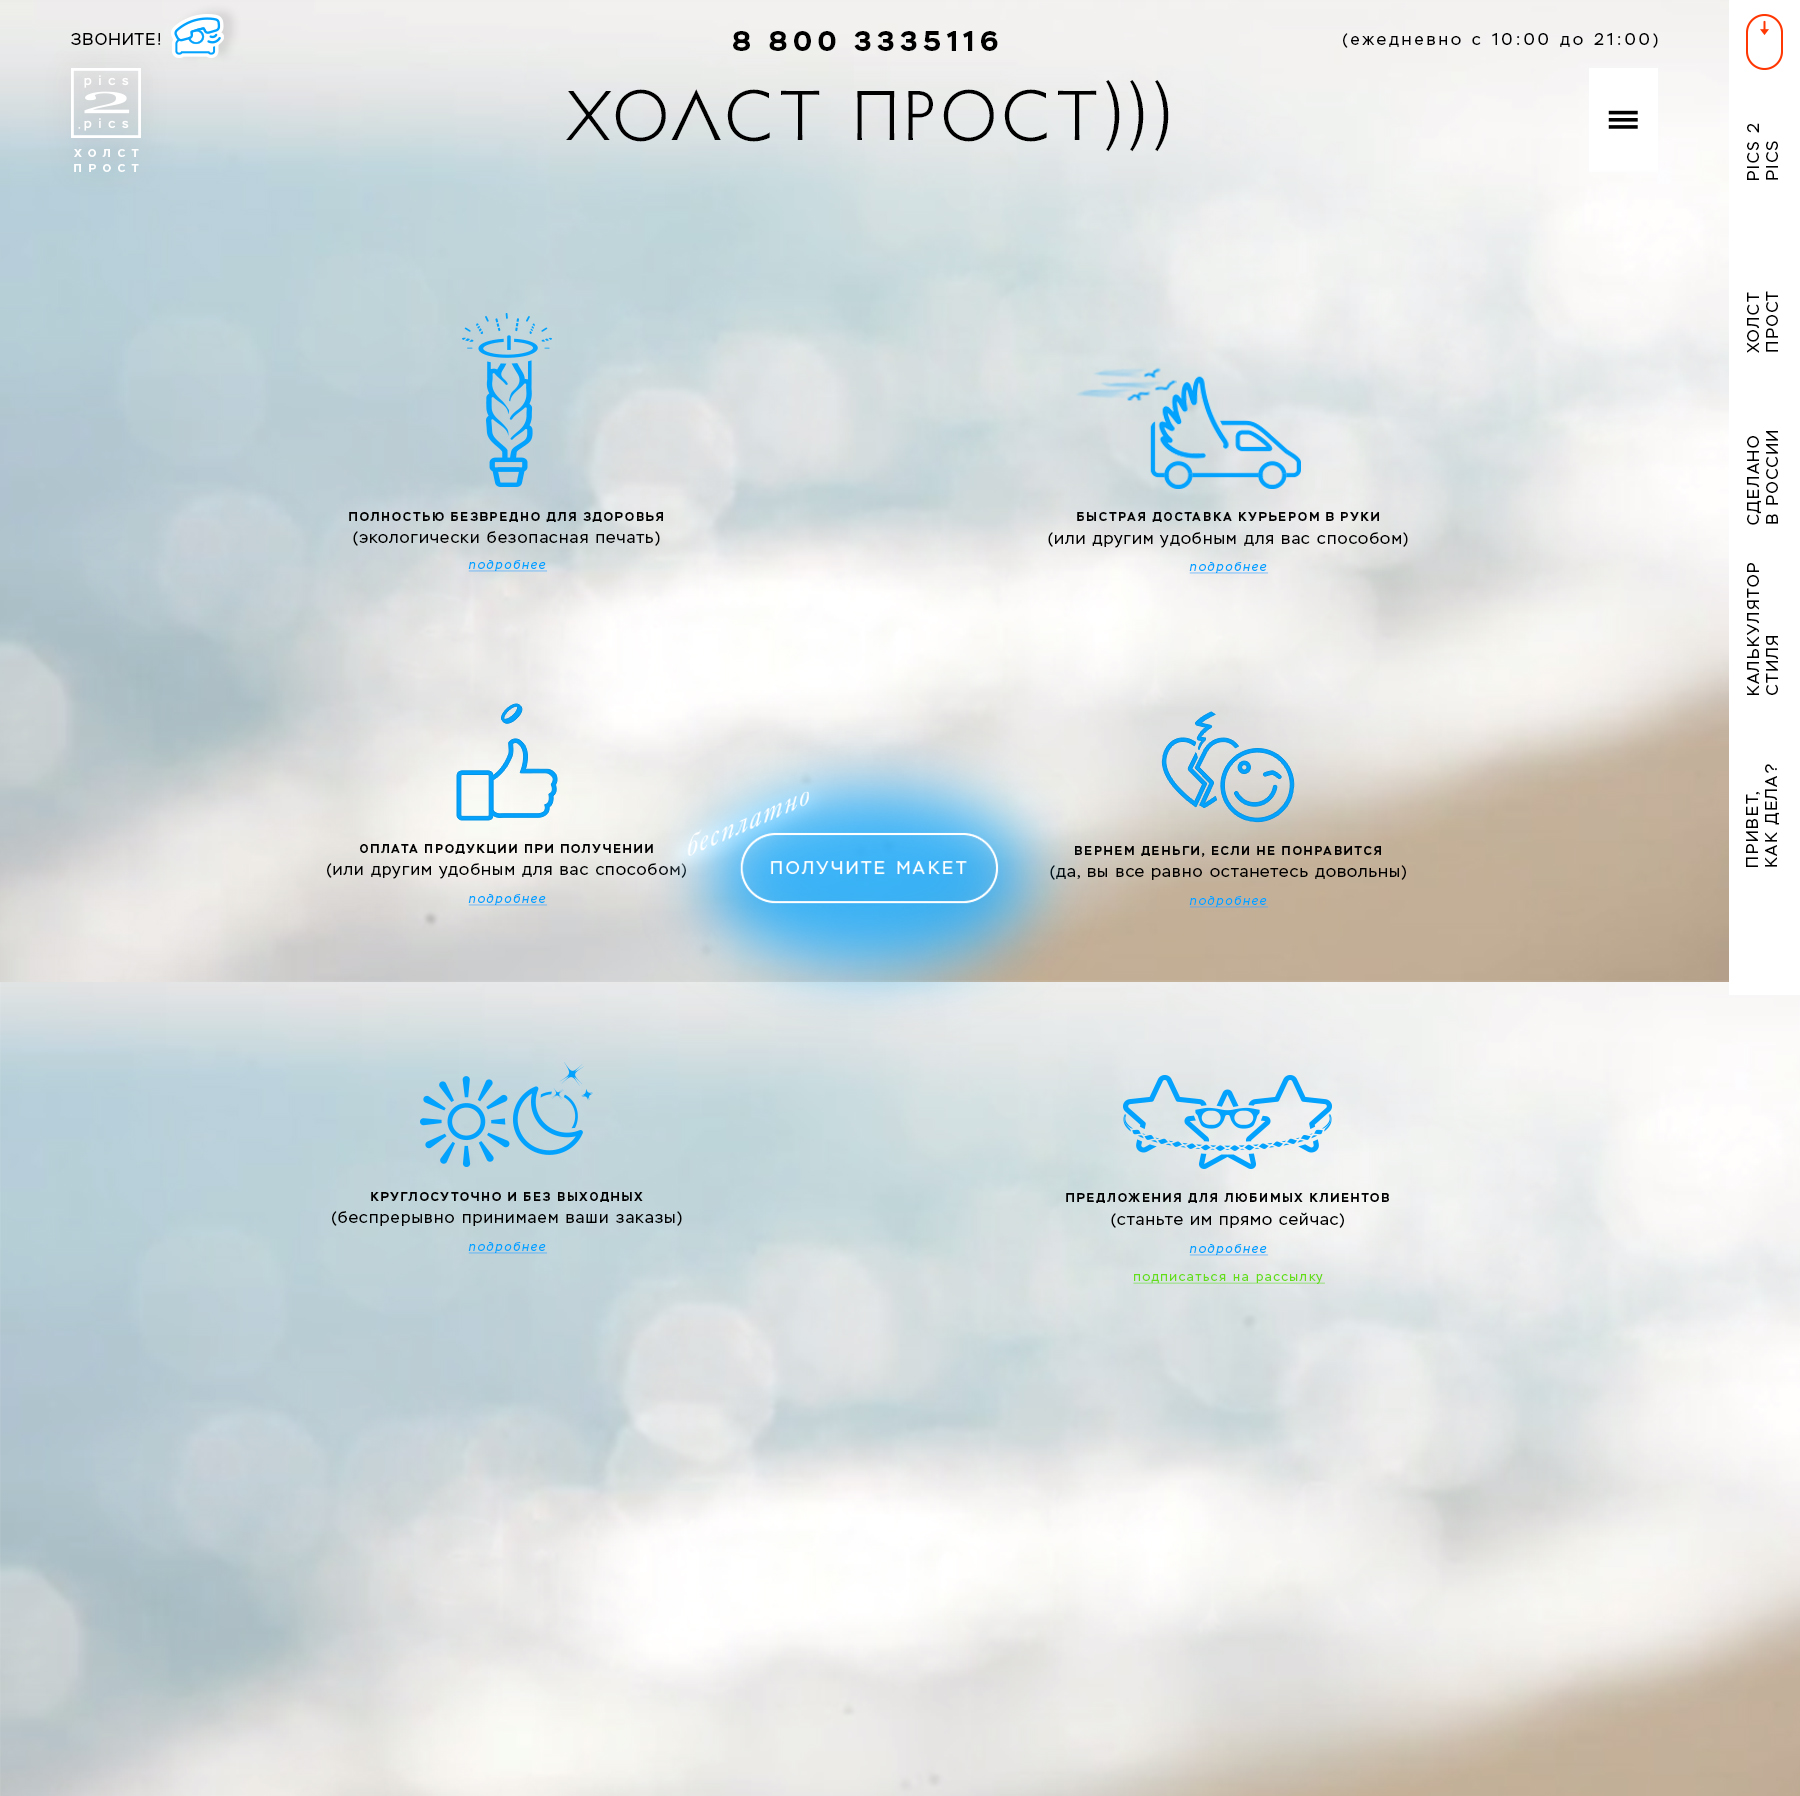 ЗВОНИТЕ!
8 800 3335116
(ежедневно с 10:00 до 21:00)
pics
2
.pics
ХОЛСТ
ПРОСТ
ХОЛСТ ПРОСТ)))
PICS 2
PICS
ХОЛСТ
ПРОСТ
СДЕЛАНО
В РОССИИ
КАЛЬКУЛЯТОР
СТИЛЯ
ПРИВЕТ,
КАК ДЕЛА?
ПОЛНОСТЬЮ БЕЗВРЕДНО ДЛЯ ЗДОРОВЬЯ
(экологически безопасная печать)
подробнее
БЫСТРАЯ ДОСТАВКА КУРЬЕРОМ В РУКИ
(или другим удобным для вас способом)
подробнее
ОПЛАТА ПРОДУКЦИИ ПРИ ПОЛУЧЕНИИ
(или другим удобным для вас способом)
подробнее
бесплатно
ПОЛУЧИТЕ МАКЕТ
ВЕРНЕМ ДЕНЬГИ, ЕСЛИ НЕ ПОНРАВИТСЯ
(да, вы все равно останетесь довольны)
подробнее
КРУГЛОСУТОЧНО И БЕЗ ВЫХОДНЫХ
(беспрерывно принимаем ваши заказы)
подробнее
ПРЕДЛОЖЕНИЯ ДЛЯ ЛЮБИМЫХ КЛИЕНТОВ
(станьте им прямо сейчас)
подробнее
подписаться на рассылку